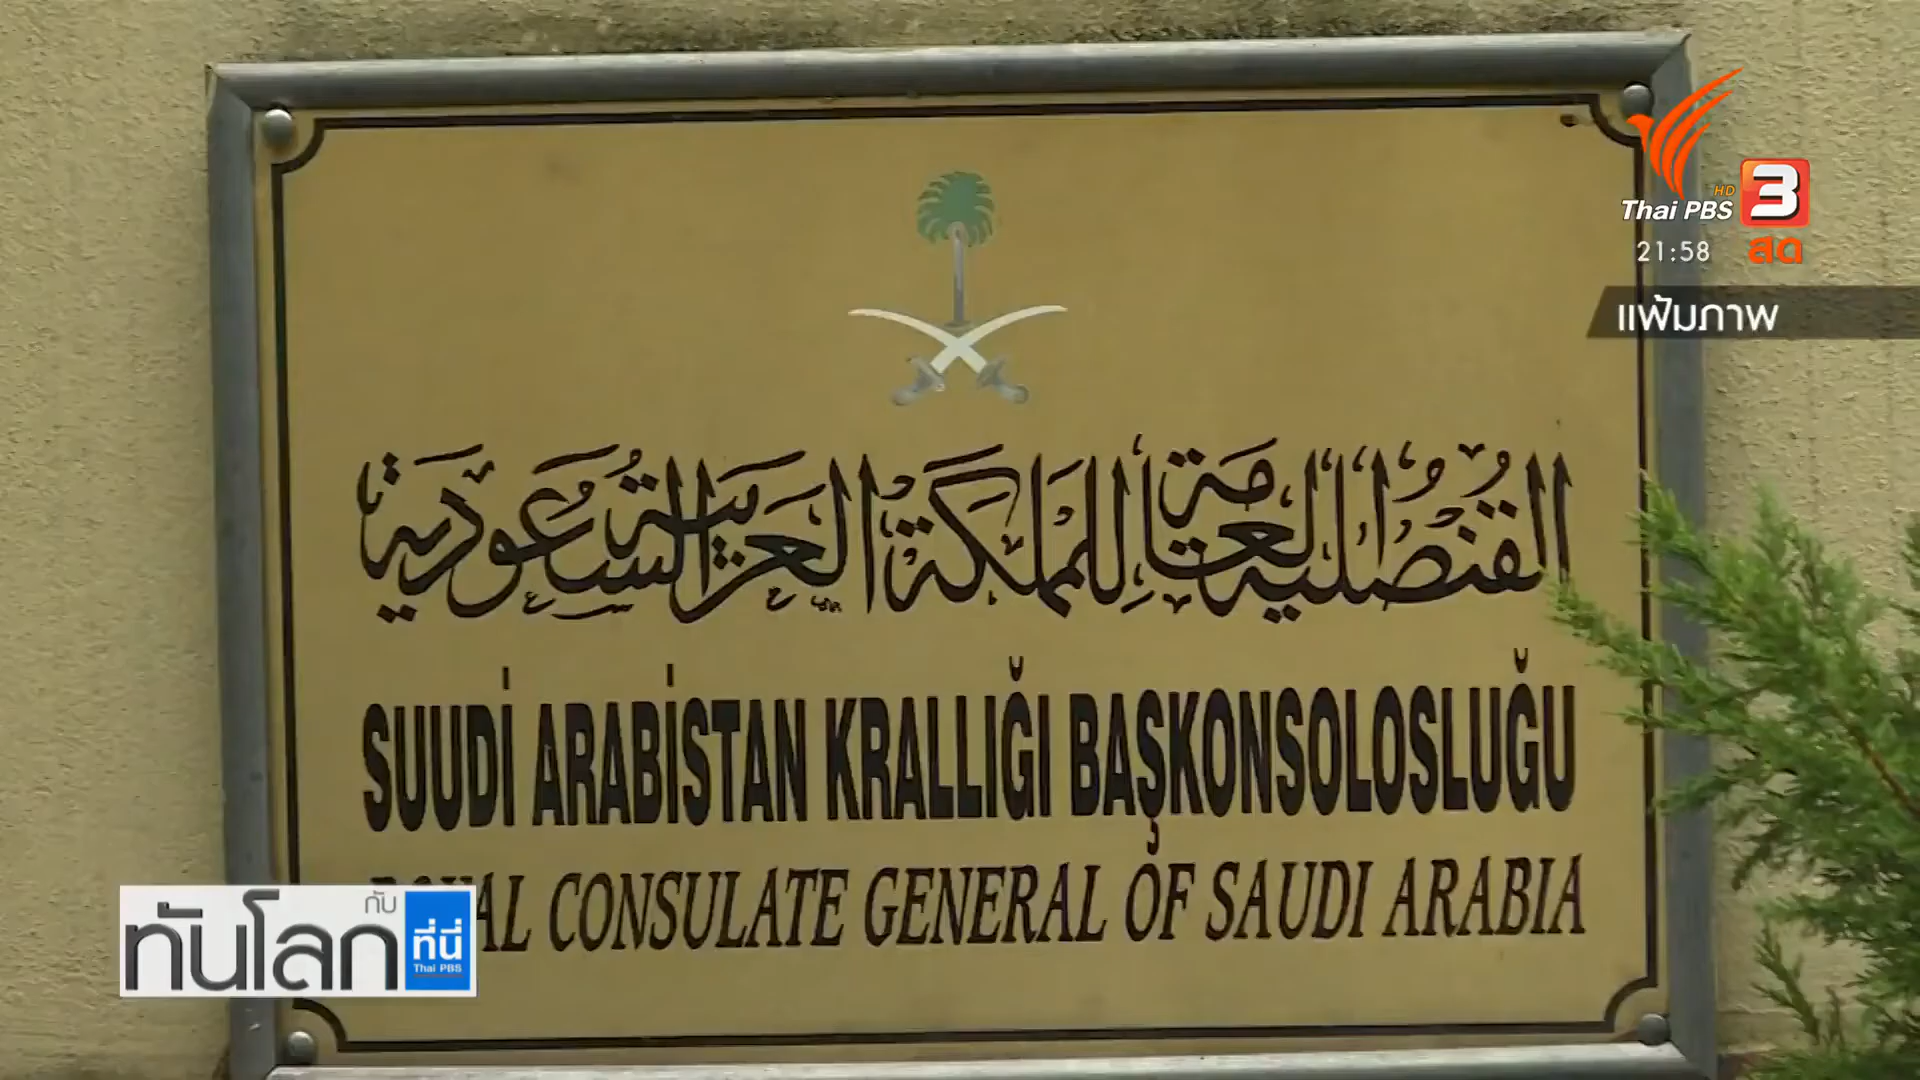 HD
Thai PBS 3
21:58 สด
แฟ้มภาพ
القنصلية العامة للمملكة العربية السعودية
SUUDİ ARABİSTAN KRALLIĞI BAŞKONSOLOSLUĞU
ROYAL CONSULATE GENERAL OF SAUDI ARABIA
ทันโลก กับ ที่นี่
Thai PBS